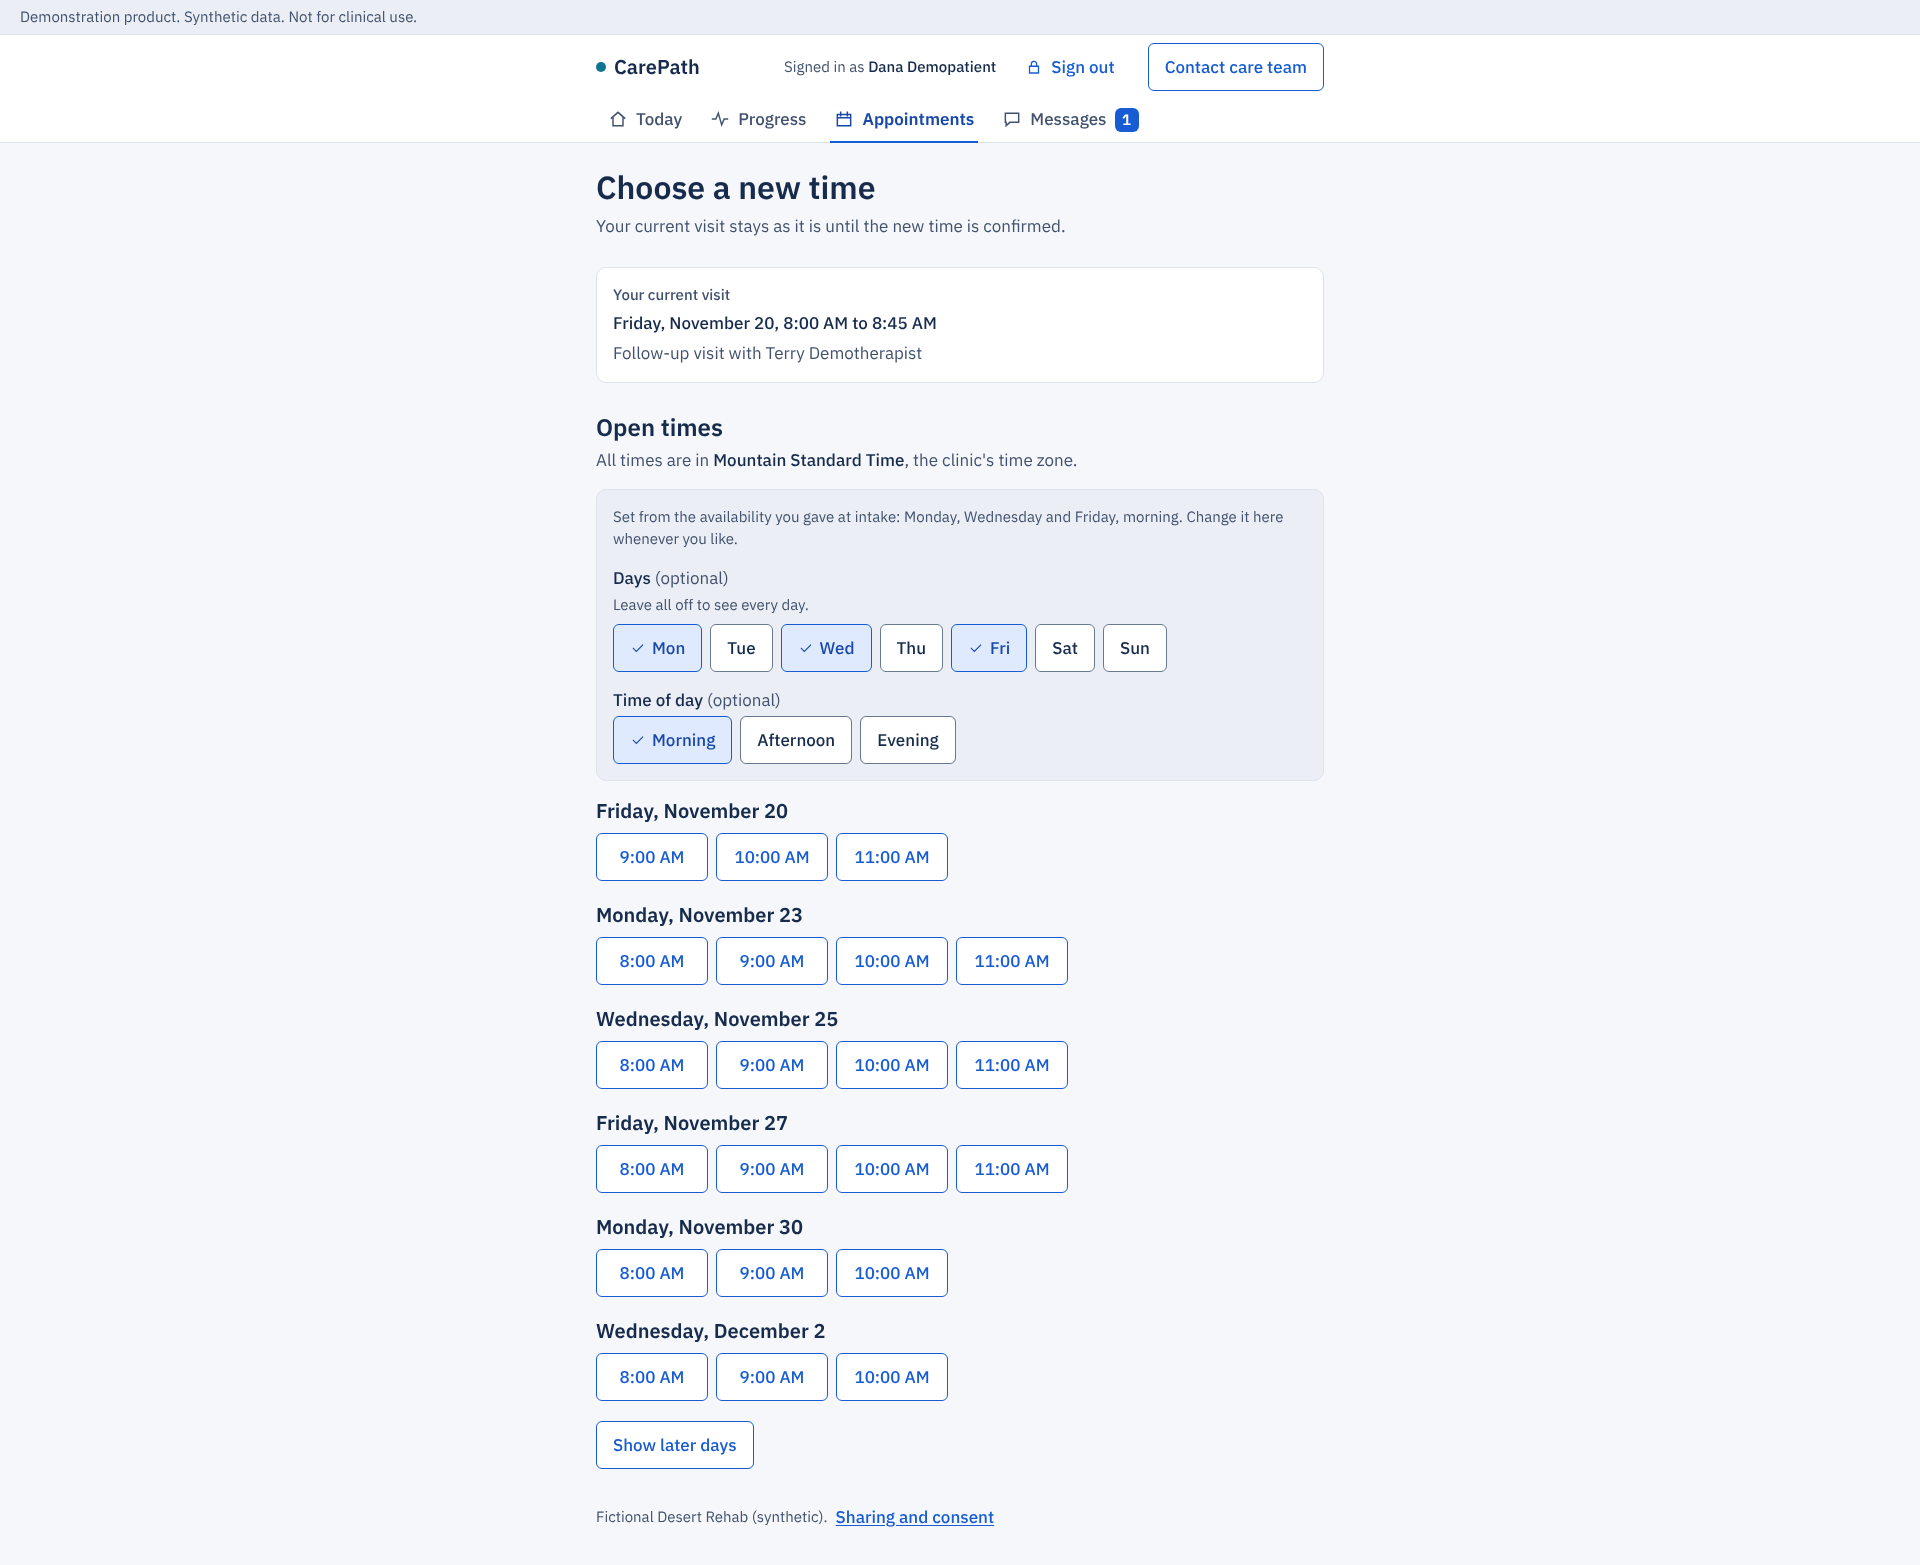 Demonstration product. Synthetic data. Not for clinical use.
CarePath
Signed in as Dana Demopatient
Sign out
Contact care team
Today
Progress
Appointments
Messages 1
Choose a new time
Your current visit stays as it is until the new time is confirmed.
Your current visit
Friday, November 20, 8:00 AM to 8:45 AM
Follow-up visit with Terry Demotherapist
Open times
All times are in Mountain Standard Time, the clinic's time zone.
Set from the availability you gave at intake: Monday, Wednesday and Friday, morning. Change it here
whenever you like.
Days (optional)
Leave all off to see every day.
Mon Tue Wed Thu Fri Sat Sun
Time of day (optional)
Morning Afternoon Evening
Friday, November 20
9:00 AM 10:00 AM 11:00 AM
Monday, November 23
8:00 AM 9:00 AM 10:00 AM 11:00 AM
Wednesday, November 25
8:00 AM 9:00 AM 10:00 AM 11:00 AM
Friday, November 27
8:00 AM 9:00 AM 10:00 AM 11:00 AM
Monday, November 30
8:00 AM 9:00 AM 10:00 AM
Wednesday, December 2
8:00 AM 9:00 AM 10:00 AM
Show later days
Fictional Desert Rehab (synthetic). Sharing and consent